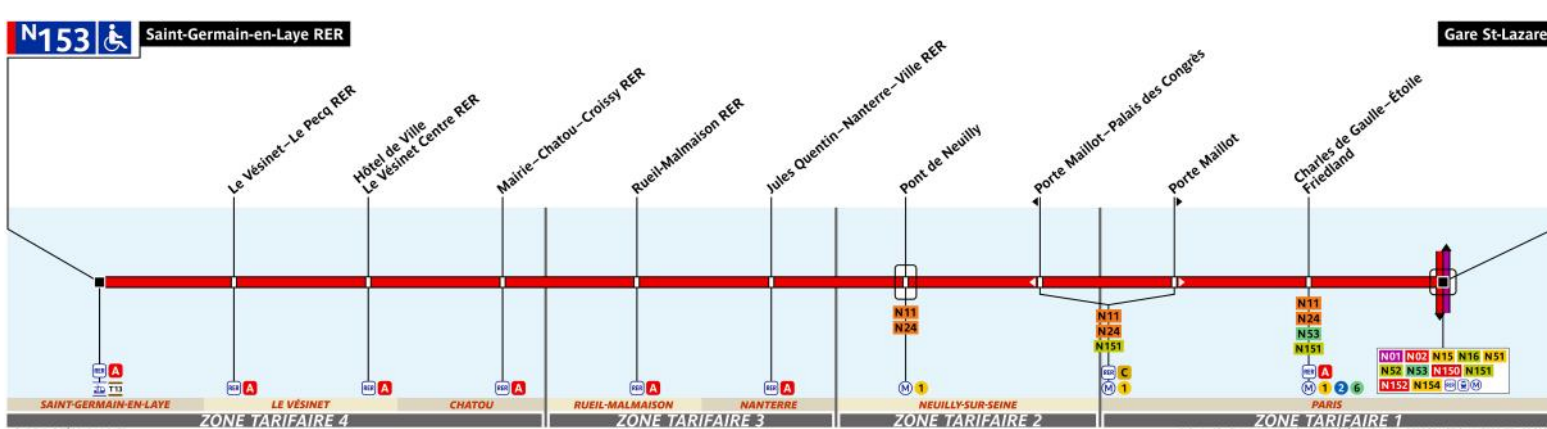 N153
Saint-Germain-en-Laye RER
Gare St-Lazare
Le Vésinet–Le Pecq RER
Hôtel de Ville
Le Vésinet Centre RER
Mairie–Chatou–Croissy RER
Rueil-Malmaison RER
Jules Quentin–Nanterre–Ville RER
Pont de Neuilly
Porte Maillot–Palais des Congrès
Porte Maillot
Charles de Gaulle–Étoile
Friedland
RER A
T13
RER A
RER A
RER A
RER A
RER A
N11
N24
M 1
N11
N24
N151
RER C
M 1
N11
N24
N53
N151
RER A
M 1 2 6
N01 N02 N15 N16 N51
N52 N53 N150 N151
N152 N154 RER M
SAINT-GERMAIN-EN-LAYE
LE VÉSINET
CHATOU
RUEIL-MALMAISON
NANTERRE
NEUILLY-SUR-SEINE
PARIS
ZONE TARIFAIRE 4
ZONE TARIFAIRE 3
ZONE TARIFAIRE 2
ZONE TARIFAIRE 1